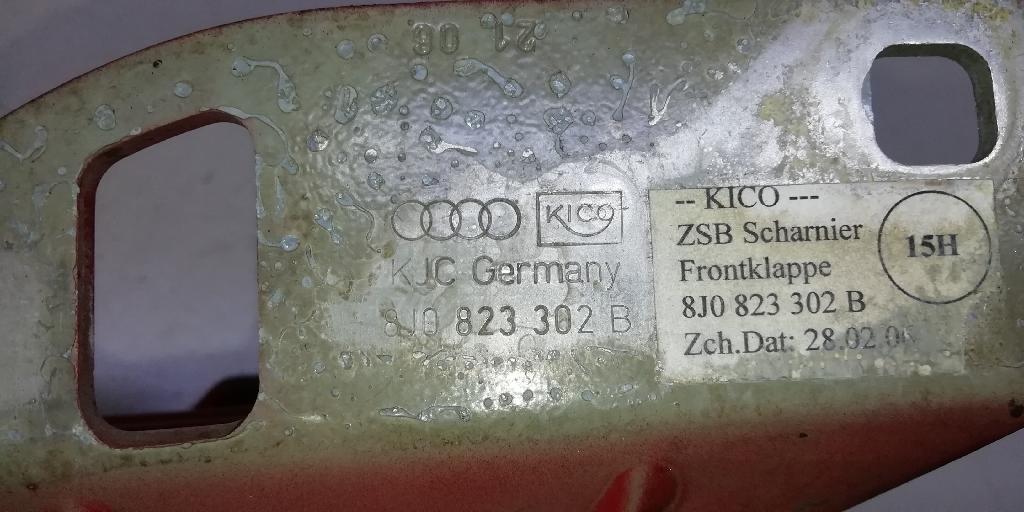 21 06
KICO
KJC Germany
8J0 823 302 B
-- KICO ---
ZSB Scharnier
Frontklappe
8J0 823 302 B
Zch.Dat: 28.02.06
15H